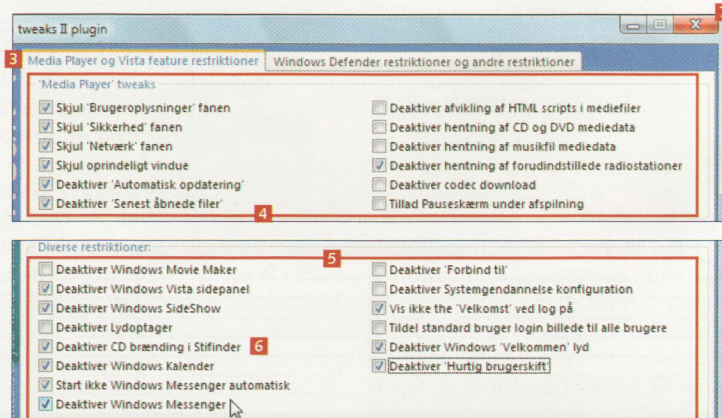 tweaks II plugin
3
Media Player og Vista feature restriktioner
Windows Defender restriktioner og andre restriktioner
'Media Player' tweaks
Skjul 'Brugeroplysninger' fanen
Skjul 'Sikkerhed' fanen
Skjul 'Netværk' fanen
Skjul oprindeligt vindue
Deaktiver 'Automatisk opdatering'
Deaktiver 'Senest åbnede filer'
Deaktiver afvikling af HTML scripts i mediefiler
Deaktiver hentning af CD og DVD mediedata
Deaktiver hentning af musikfil mediedata
Deaktiver hentning af forudindstillede radiostationer
Deaktiver codec download
Tillad Pauseskærm under afspilning
4
Diverse restriktioner:
5
Deaktiver Windows Movie Maker
Deaktiver Windows Vista sidepanel
Deaktiver Windows SideShow
Deaktiver Lydoptager
Deaktiver CD brænding i Stifinder
6
Deaktiver Windows Kalender
Start ikke Windows Messenger automatisk
Deaktiver Windows Messenger
Deaktiver 'Forbind til'
Deaktiver Systemgendannelse konfiguration
Vis ikke the 'Velkomst' ved log på
Tildel standard bruger login billede til alle brugere
Deaktiver Windows 'Velkommen' lyd
Deaktiver 'Hurtig brugerskift'